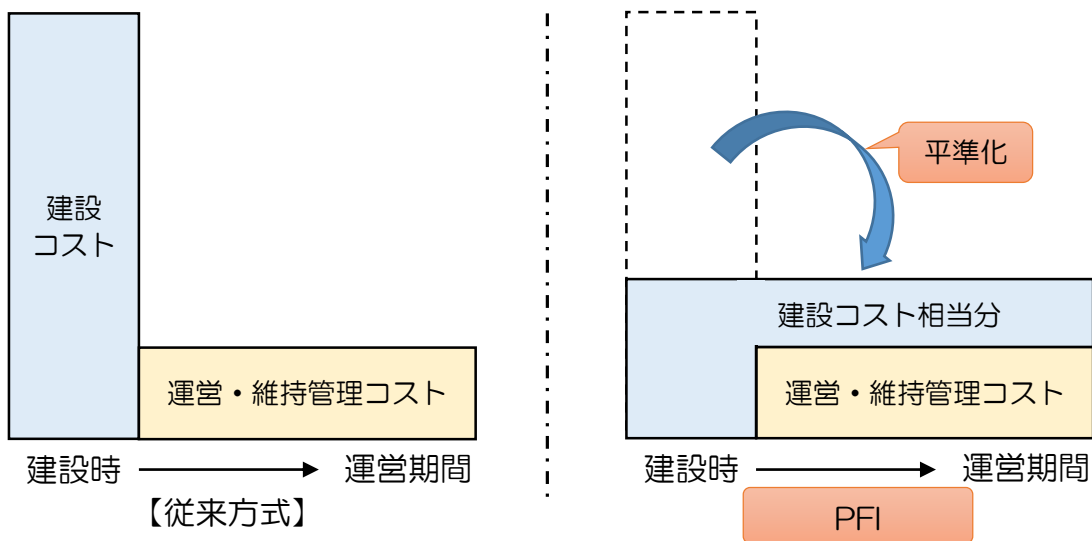 建設
コスト
運営・維持管理コスト
建設時
運営期間
【従来方式】
平準化
建設コスト相当分
運営・維持管理コスト
建設時
運営期間
PFI